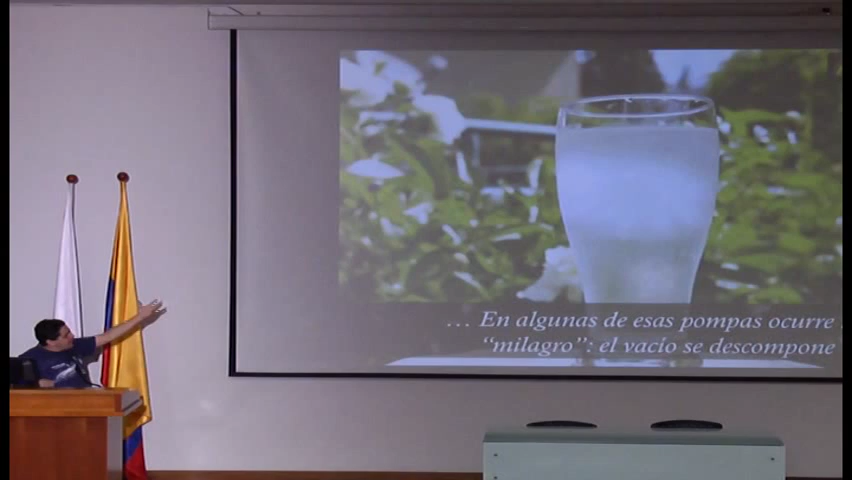 ... En algunas de esas pompas ocurre
“milagro”: el vacío se descompone